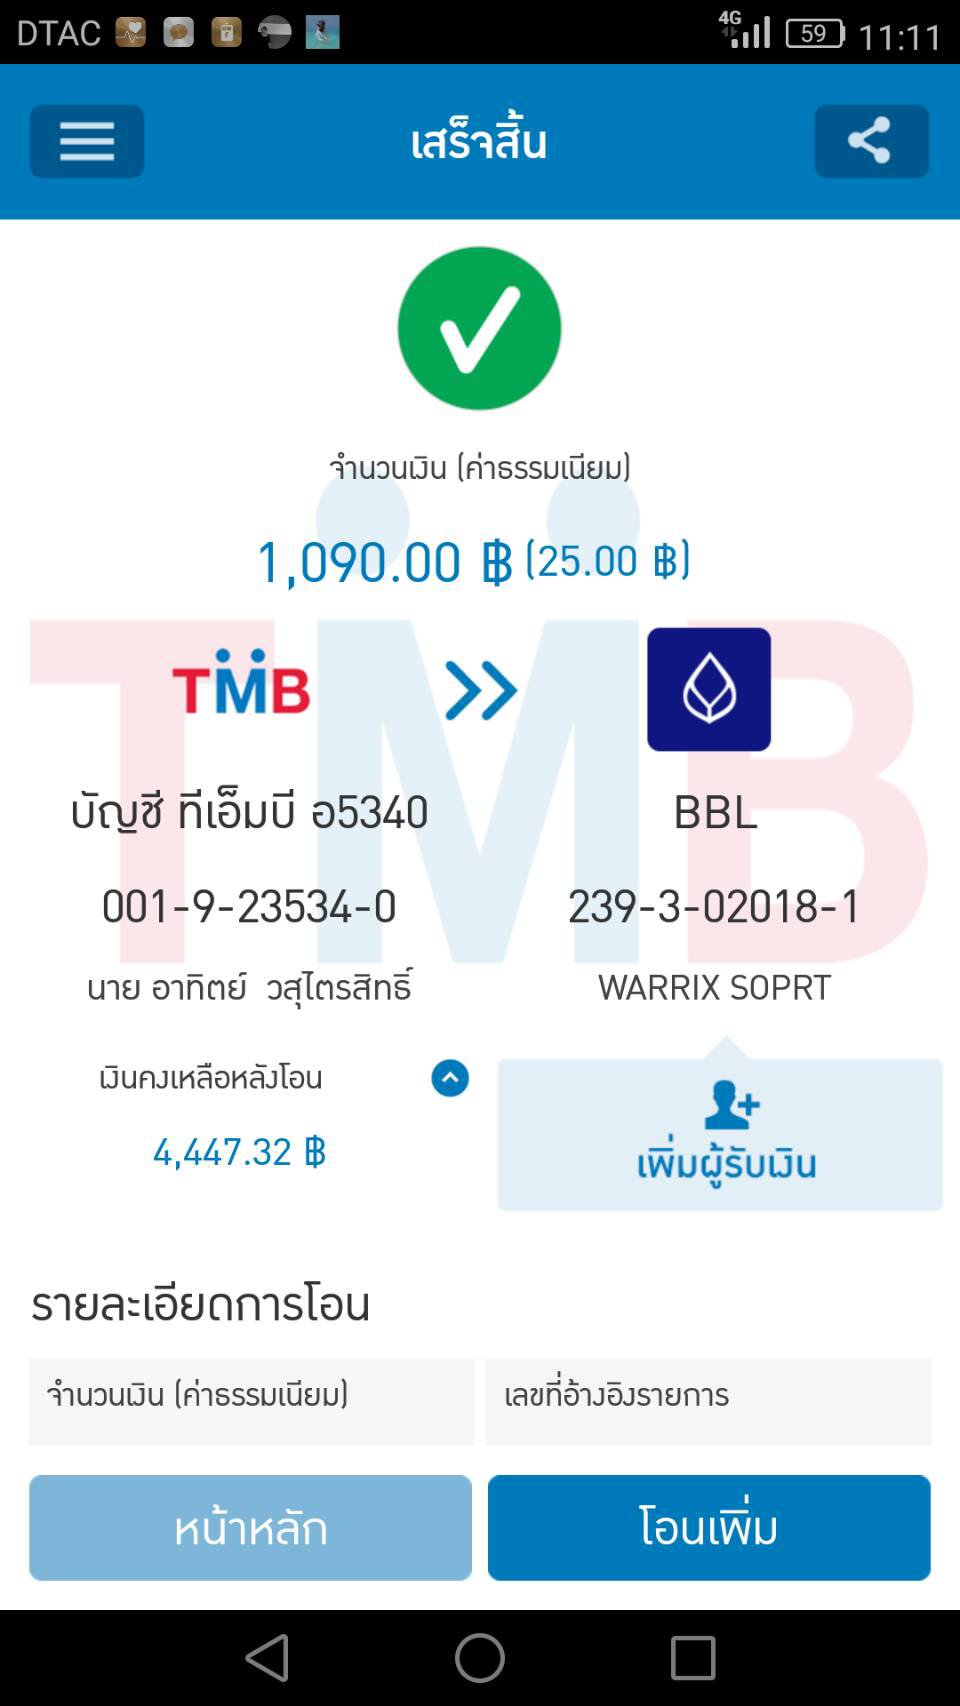 DTAC 4G 59 11:11
เสร็จสิ้น
จำนวนเงิน (ค่าธรรมเนียม)
1,090.00 ฿ (25.00 ฿)
TMB
บัญชี ทีเอ็มบี อ5340 BBL
001-9-23534-0 239-3-02018-1
นาย อาทิตย์ วสุไตรสิทธิ์ WARRIX SOPRT
เงินคงเหลือหลังโอน
4,447.32 ฿
เพิ่มผู้รับเงิน
รายละเอียดการโอน
จำนวนเงิน (ค่าธรรมเนียม) เลขที่อ้างอิงรายการ
หน้าหลัก โอนเพิ่ม